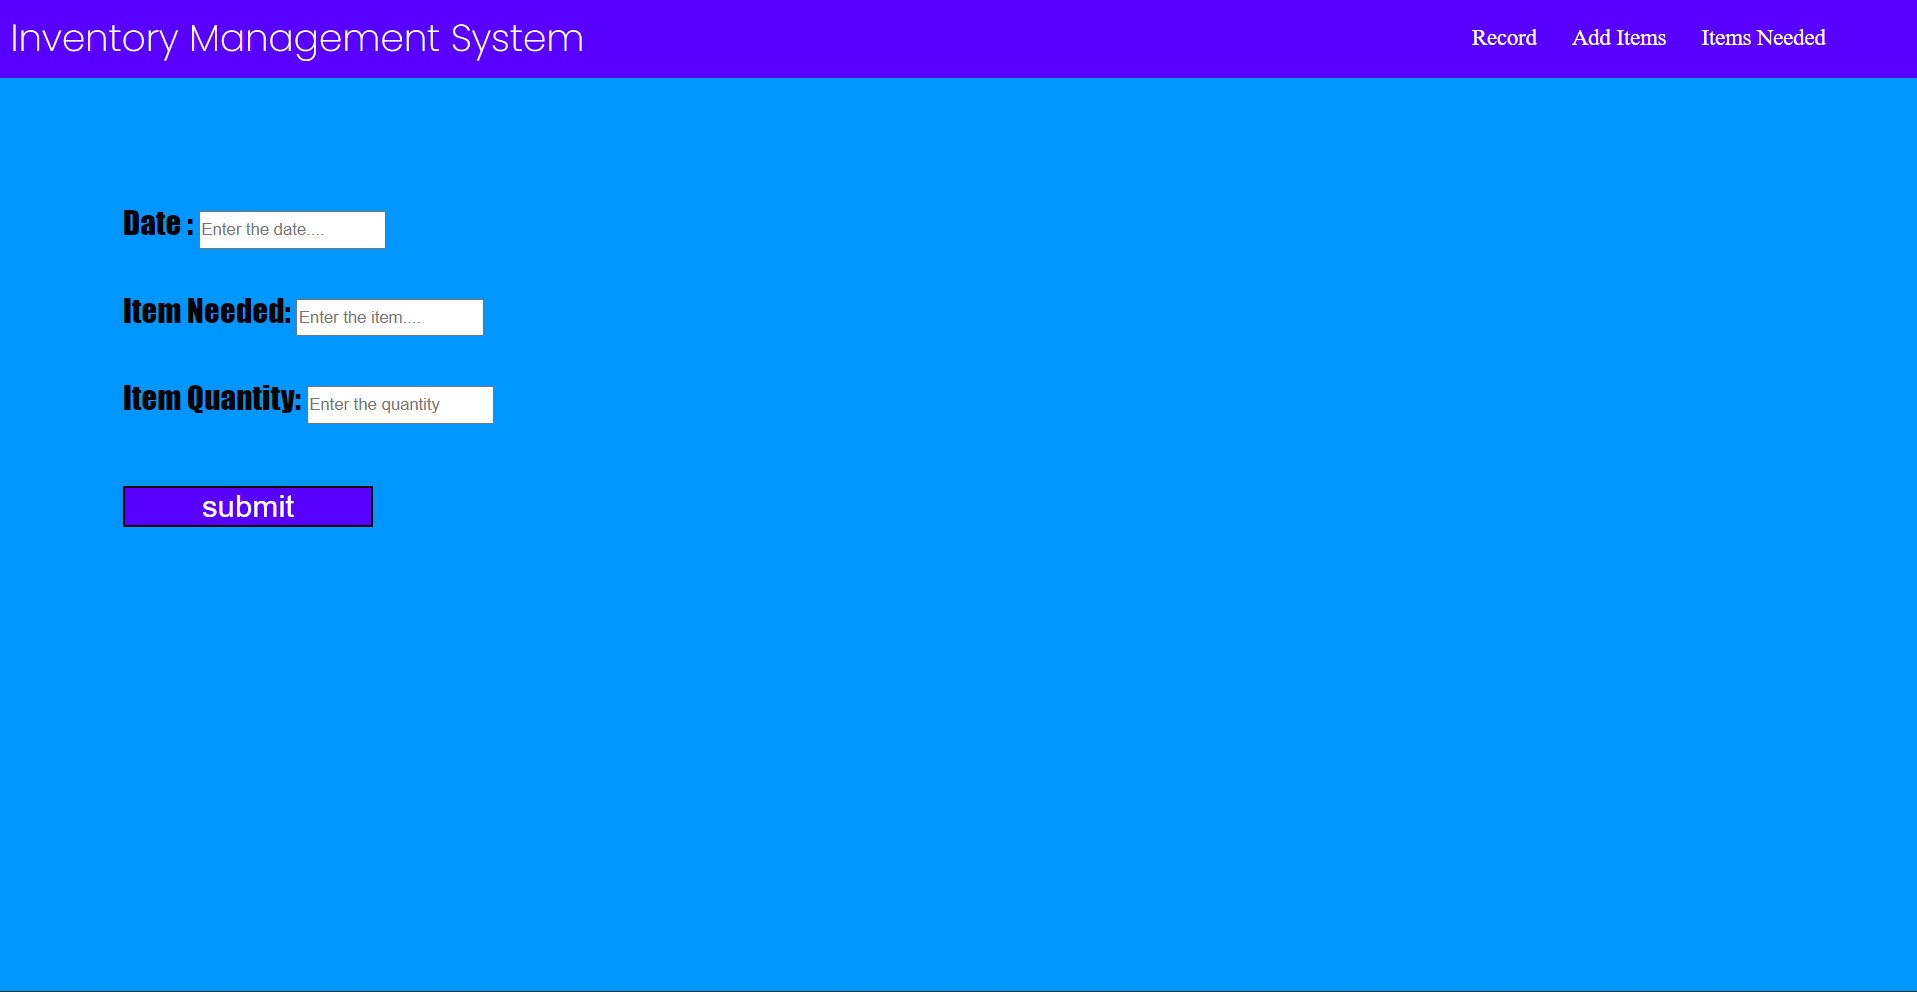 Inventory Management System Record Add Items Items Needed
Date : Enter the date....
Item Needed: Enter the item....
Item Quantity: Enter the quantity
submit